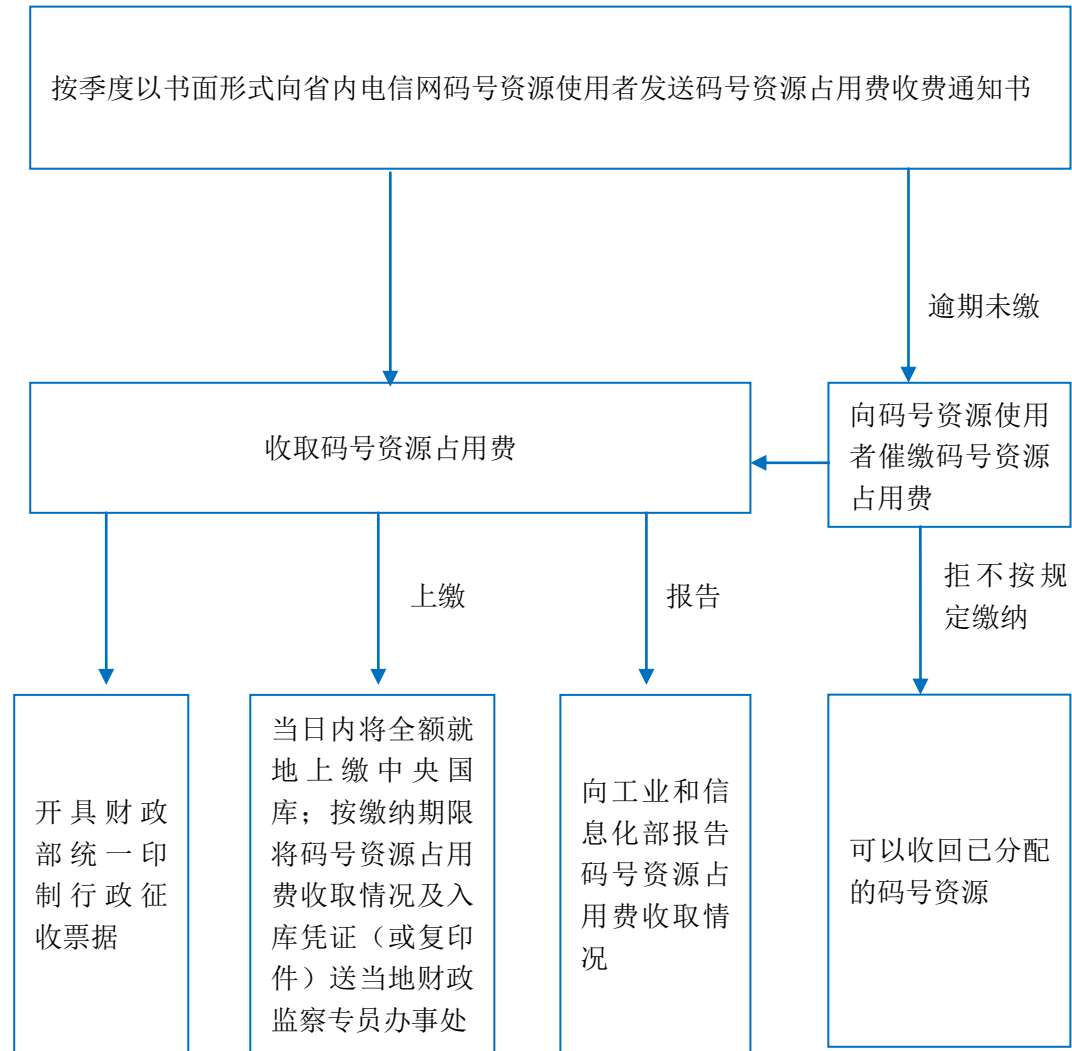 按季度以书面形式向省内电信网码号资源使用者发送码号资源占用费收费通知书
逾期未缴
收取码号资源占用费
向码号资源使用
者催缴码号资源
占用费
上缴
报告
拒不按规
定缴纳
开具财政
部统一印
制行政征
收票据
当日内将全额就
地上缴中央国
库；按缴纳期限
将码号资源占用
费收取情况及入
库凭证（或复印
件）送当地财政
监察专员办事处
向工业和信
息化部报告
码号资源占
用费收取情
况
可以收回已分配
的码号资源